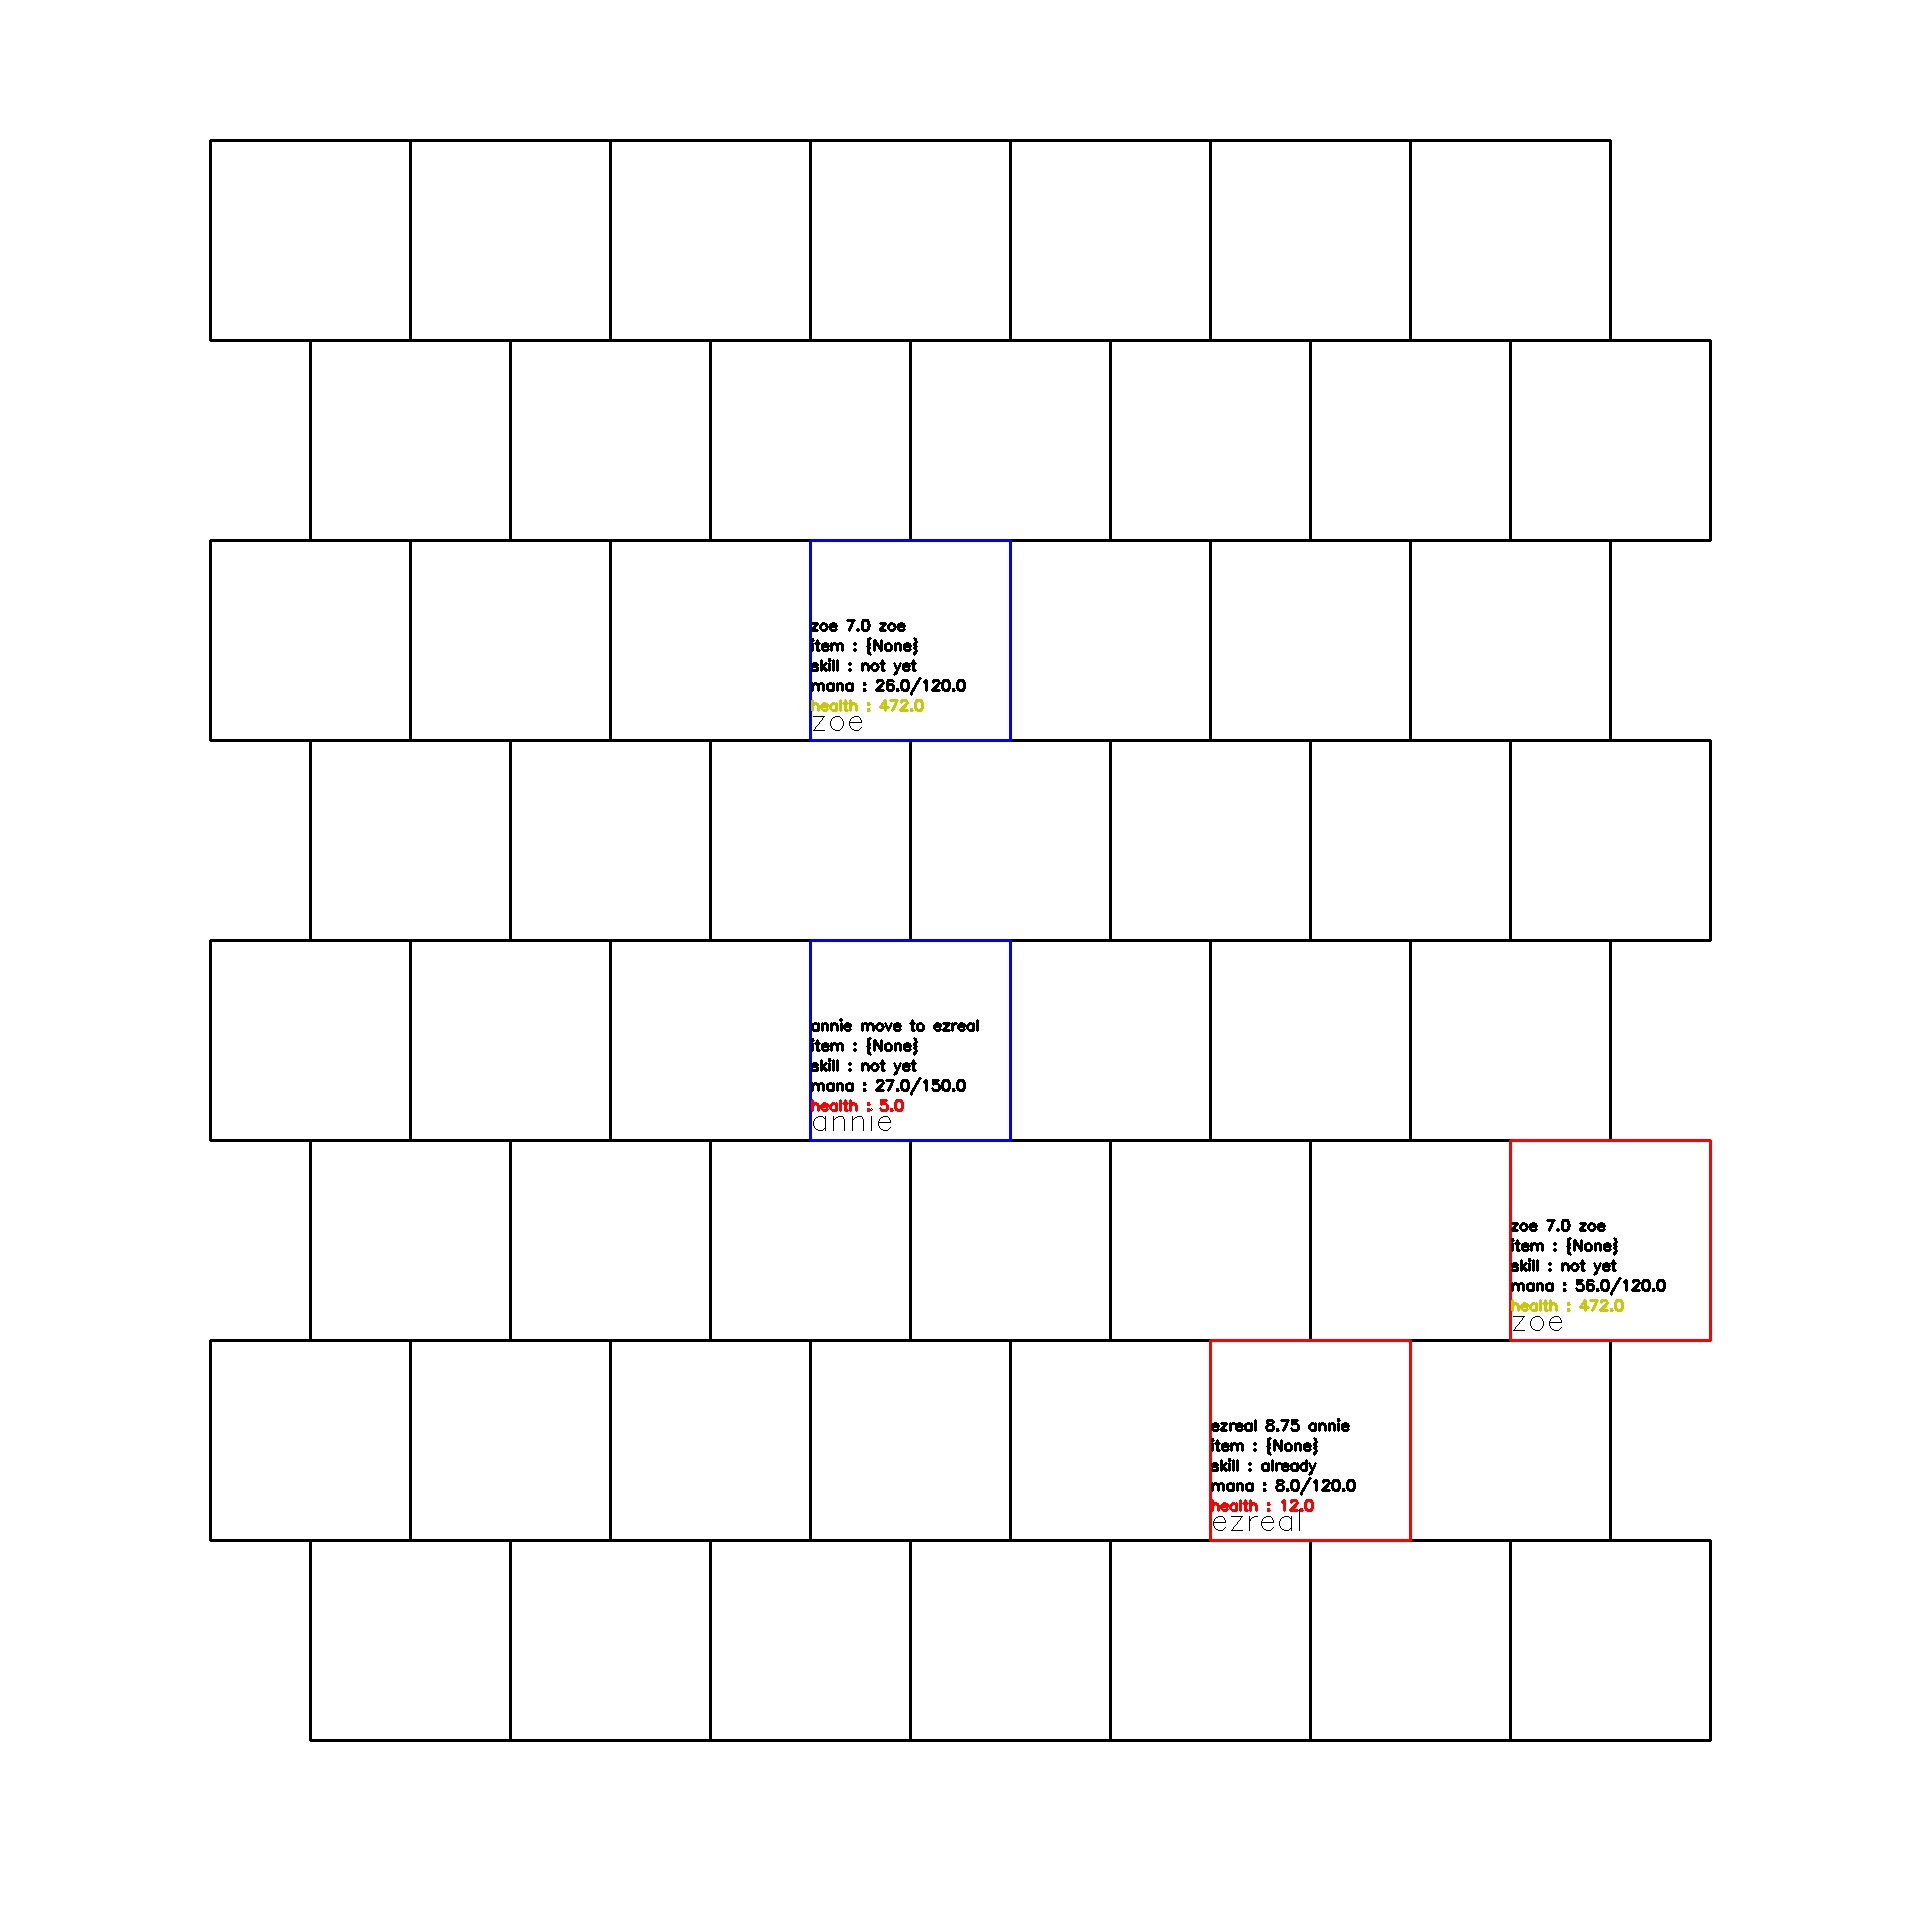 zoe 7.0 zoe
item : {None}
skill : not yet
mana : 26.0/120.0
health : 472.0
zoe
annie move to ezreal
item : {None}
skill : not yet
mana : 27.0/150.0
health : 5.0
annie
zoe 7.0 zoe
item : {None}
skill : not yet
mana : 56.0/120.0
health : 472.0
zoe
ezreal 8.75 annie
item : {None}
skill : already
mana : 8.0/120.0
health : 12.0
ezreal